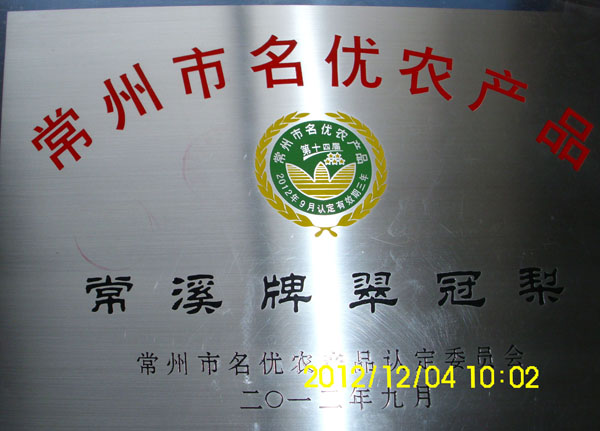 常州市名优农产品
常州市名优农产品
第十四届
2012年9月认定有效期三年
常溪牌翠冠梨
常州市名优农产品认定委员会
2012/12/04 10:02
二〇一二年九月